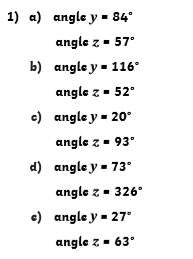 1) a) angle y = 84°
angle z = 57°
b) angle y = 116°
angle z = 52°
c) angle y = 20°
angle z = 93°
d) angle y = 73°
angle z = 326°
e) angle y = 27°
angle z = 63°